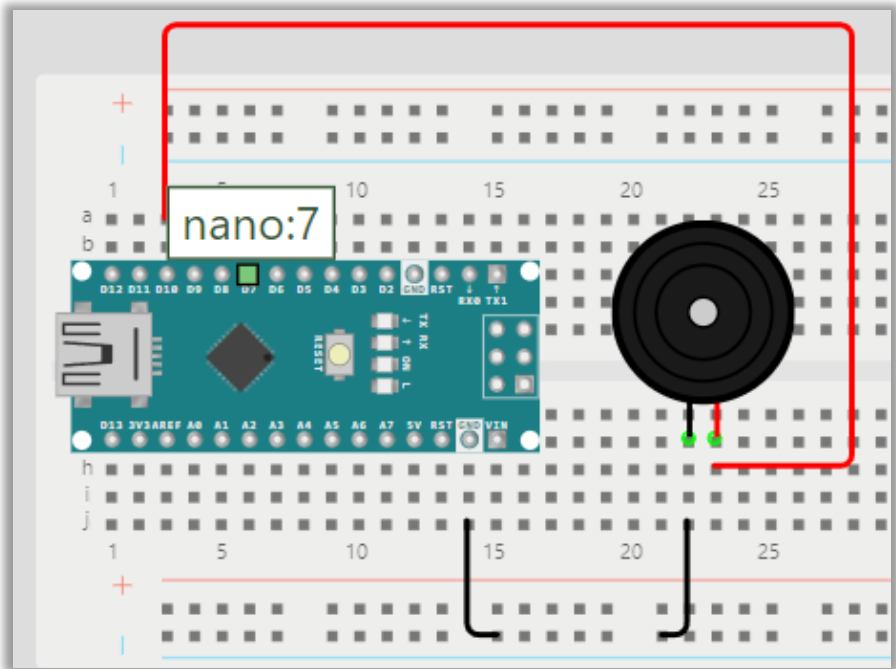 +
1 5 10 15 20 25
a
nano:7
b
D12 D11 D10 D9 D8 D7 D6 D5 D4 D3 D2 GND RST ↓ ↑
RX0 TX1
TX RX
↓ ↑ ON L
RESET
D13 3V3 AREF A0 A1 A2 A3 A4 A5 A6 A7 5V RST GND VIN
h
i
j
1 5 10 15 20 25
+